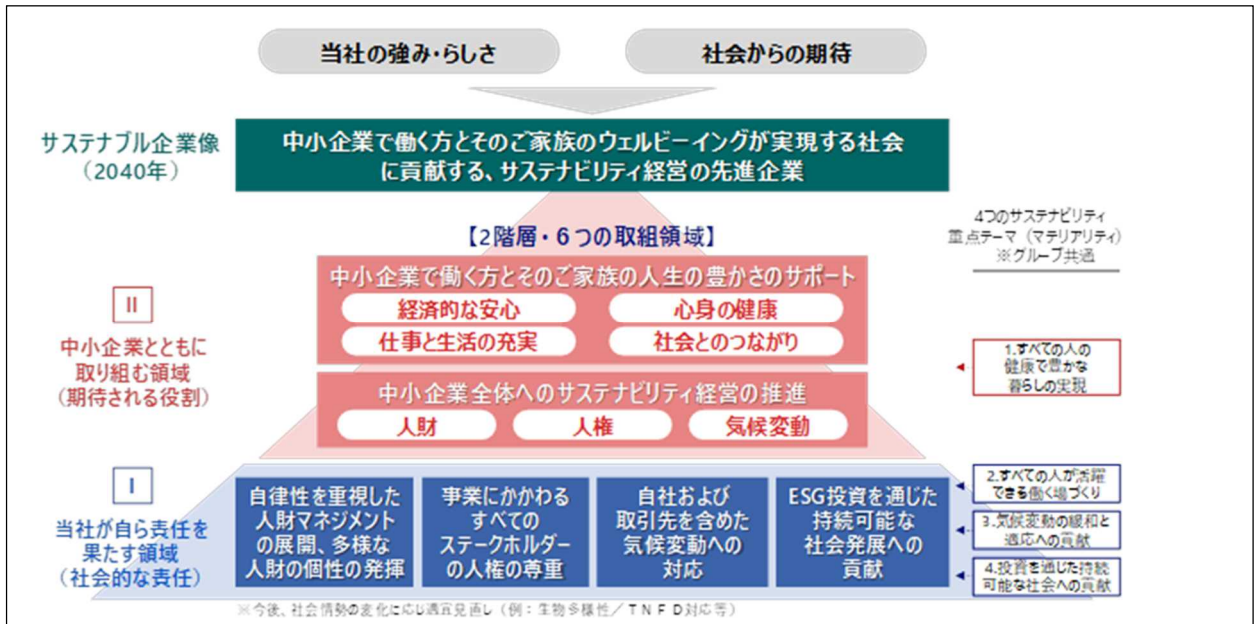 当社の強み・らしさ
社会からの期待
サステナブル企業像
(2040年)
中小企業で働く方とそのご家族のウェルビーイングが実現する社会
に貢献する、サステナビリティ経営の先進企業
【2階層・6つの取組領域】
4つのサステナビリティ
重点テーマ（マテリアリティ）
※グループ共通
II
中小企業とともに
取り組む領域
(期待される役割)
中小企業で働く方とそのご家族の人生の豊かさのサポート
経済的な安心
心身の健康
仕事と生活の充実
社会とのつながり
中小企業全体へのサステナビリティ経営の推進
人財
人権
気候変動
1.すべての人の
健康で豊かな
暮らしの実現
I
当社が自ら責任を
果たす領域
(社会的な責任)
自律性を重視した
人財マネジメント
の展開、多様な
人財の個性の発揮
事業にかかわる
すべての
ステークホルダー
の人権の尊重
自社および
取引先を含めた
気候変動への
対応
ESG投資を通じた
持続可能な
社会発展への
貢献
2.すべての人が活躍
できる働く場づくり
3.気候変動の緩和と
適応への貢献
4.投資を通じた持続
可能な社会への貢献
※今後、社会情勢の変化に応じ適宜見直し（例：生物多様性／TNFD対応等）